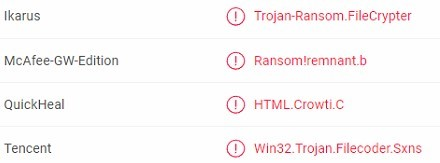 Ikarus Trojan-Ransom.FileCrypter
McAfee-GW-Edition Ransom!remnant.b
QuickHeal HTML.Crowti.C
Tencent Win32.Trojan.Filecoder.Sxns